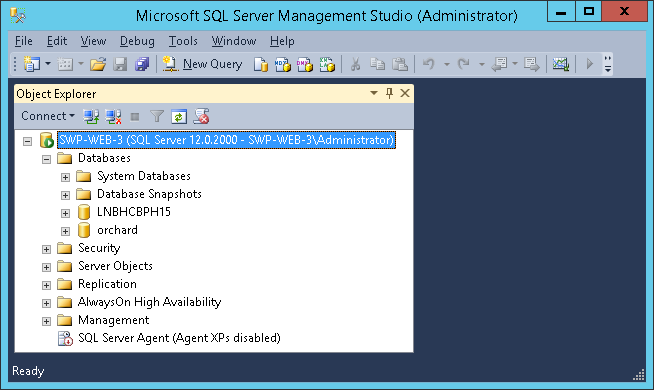 Microsoft SQL Server Management Studio (Administrator)
File Edit View Debug Tools Window Help
New Query
Object Explorer
Connect
SWP-WEB-3 (SQL Server 12.0.2000 - SWP-WEB-3\Administrator)
Databases
System Databases
Database Snapshots
LNBHCBPH15
orchard
Security
Server Objects
Replication
AlwaysOn High Availability
Management
SQL Server Agent (Agent XPs disabled)
Ready